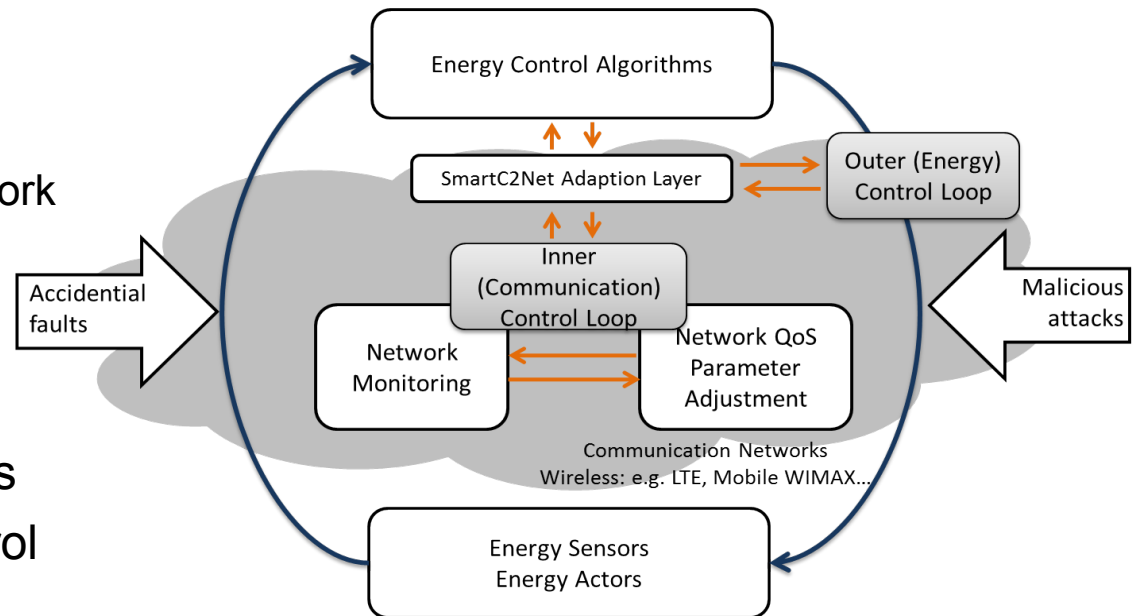 Energy Control Algorithms
SmartC2Net Adaption Layer
Outer (Energy)
Control Loop
ork
Inner
(Communication)
Control Loop
Accidential
faults
Malicious
attacks
Network
Monitoring
Network QoS
Parameter
Adjustment
Communication Networks
Wireless: e.g. LTE, Mobile WIMAX...
s
ol
Energy Sensors
Energy Actors